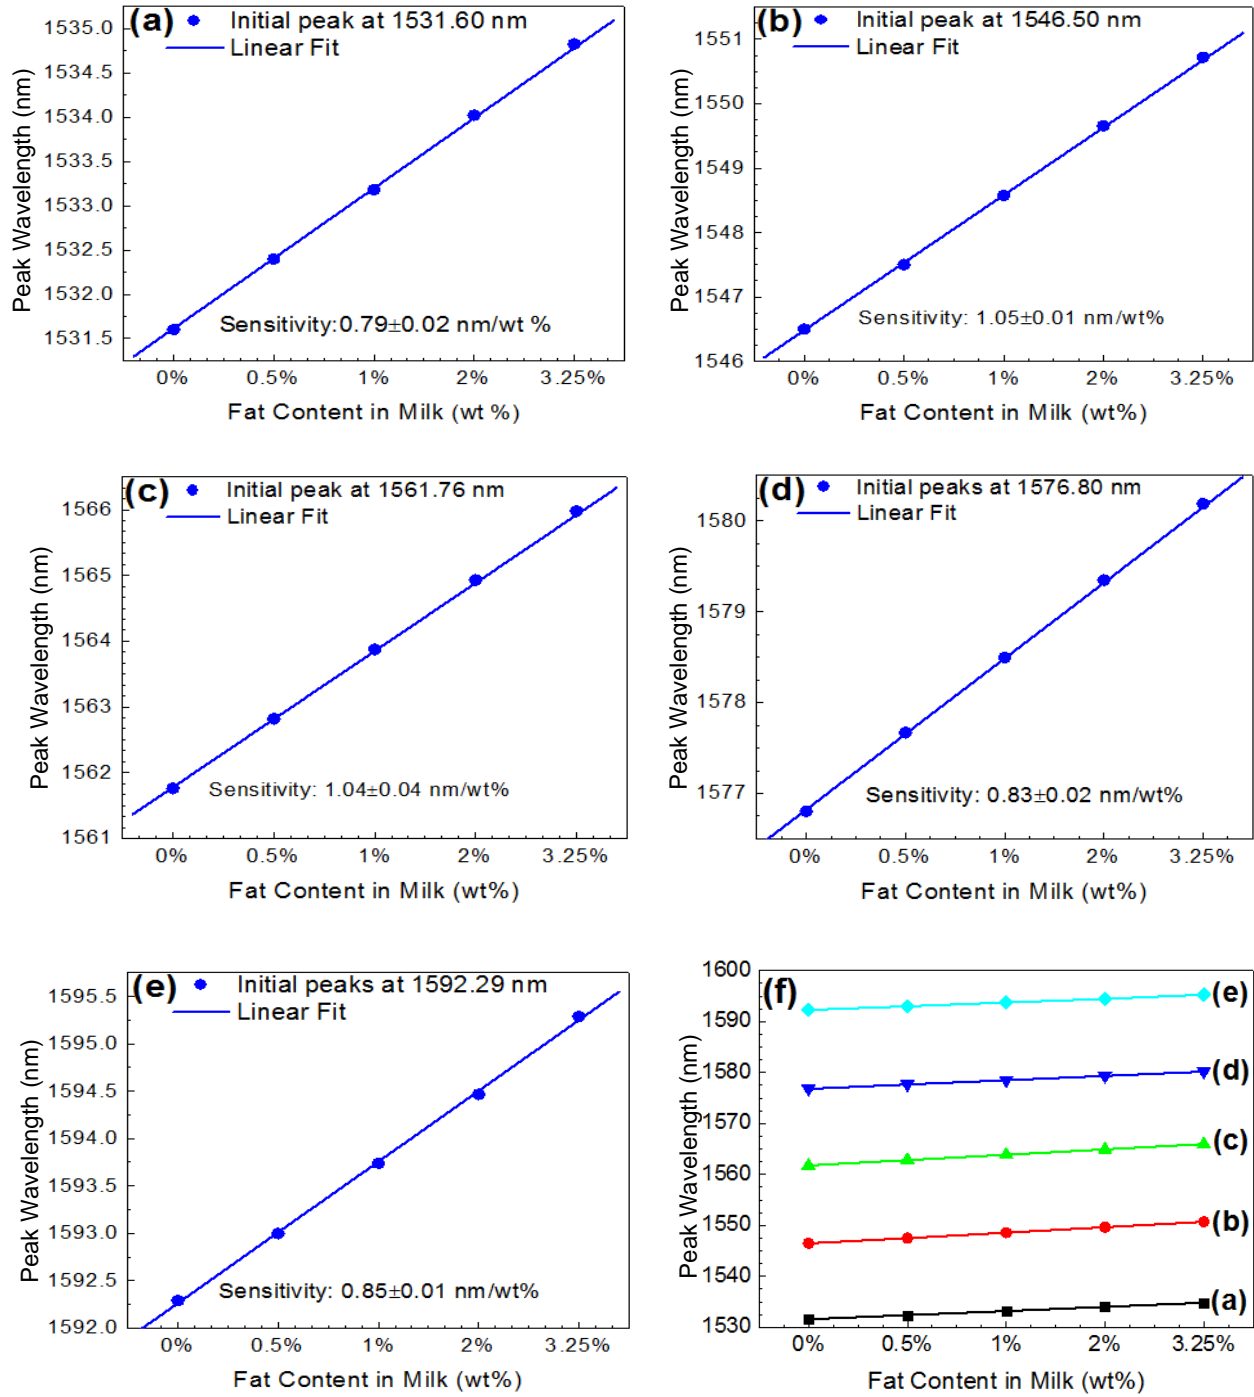 (a)
Initial peak at 1531.60 nm
Linear Fit
1535.0
1534.5
1534.0
1533.5
1533.0
1532.5
1532.0
1531.5
Peak Wavelength (nm)
Sensitivity:0.79±0.02 nm/wt %
0% 0.5% 1% 2% 3.25%
Fat Content in Milk (wt %)
(b)
Initial peak at 1546.50 nm
Linear Fit
1551
1550
1549
1548
1547
1546
Peak Wavelength (nm)
Sensitivity: 1.05±0.01 nm/wt%
0% 0.5% 1% 2% 3.25%
Fat Content in Milk (wt%)
(c)
Initial peak at 1561.76 nm
Linear Fit
1566
1565
1564
1563
1562
1561
Peak Wavelength (nm)
Sensitivity: 1.04±0.04 nm/wt%
0% 0.5% 1% 2% 3.25%
Fat Content in Milk (wt%)
(d)
Initial peaks at 1576.80 nm
Linear Fit
1580
1579
1578
1577
Peak Wavelength (nm)
Sensitivity: 0.83±0.02 nm/wt%
0% 0.5% 1% 2% 3.25%
Fat Content in Milk (wt%)
(e)
Initial peaks at 1592.29 nm
Linear Fit
1595.5
1595.0
1594.5
1594.0
1593.5
1593.0
1592.5
1592.0
Peak Wavelength (nm)
Sensitivity: 0.85±0.01 nm/wt%
0% 0.5% 1% 2% 3.25%
Fat Content in Milk (wt%)
(f)
1600
1590
1580
1570
1560
1550
1540
1530
Peak Wavelength (nm)
(e)
(d)
(c)
(b)
(a)
0% 0.5% 1% 2% 3.25%
Fat Content in Milk (wt%)